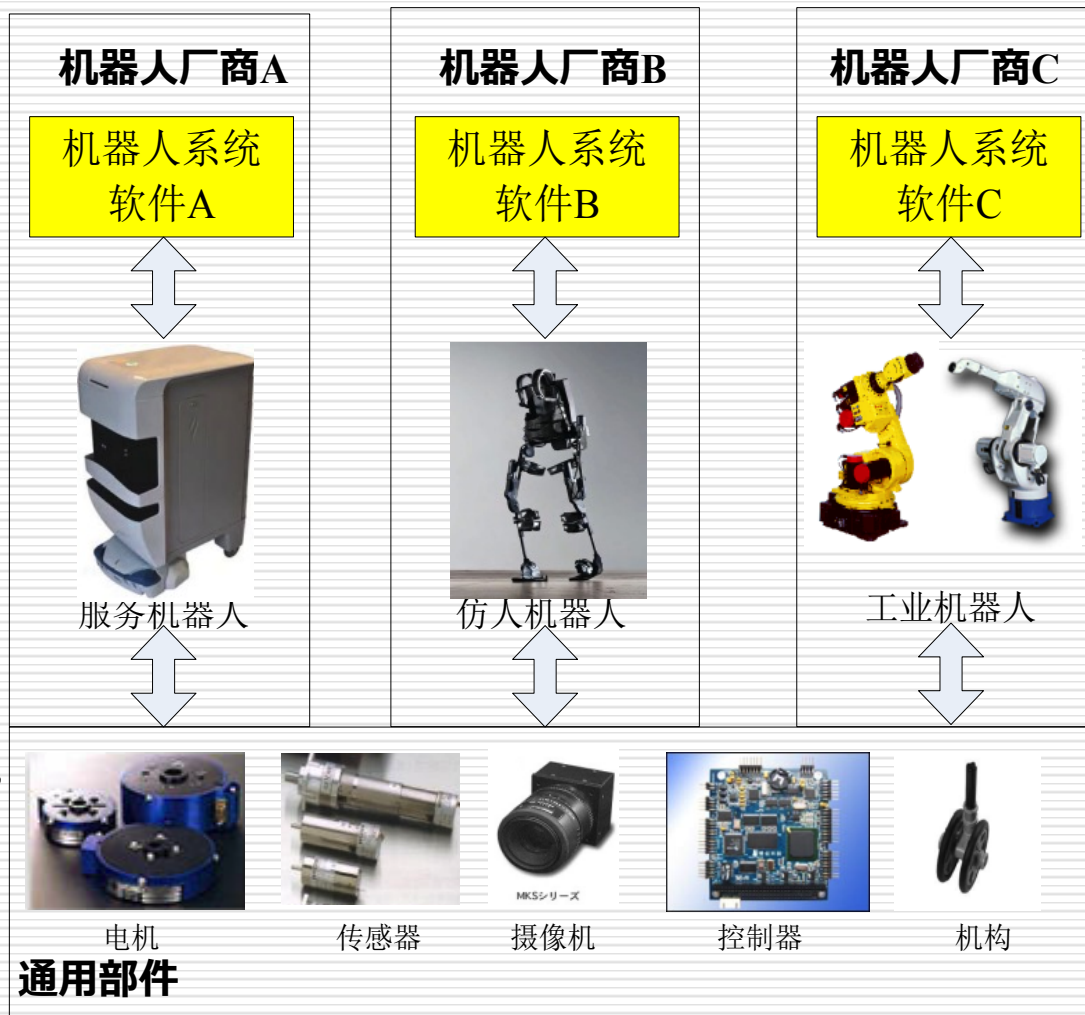 机器人厂商A
机器人厂商B
机器人厂商C
机器人系统
软件A
机器人系统
软件B
机器人系统
软件C
服务机器人
仿人机器人
工业机器人
MKSシリーズ
电机
传感器
摄像机
控制器
机构
通用部件